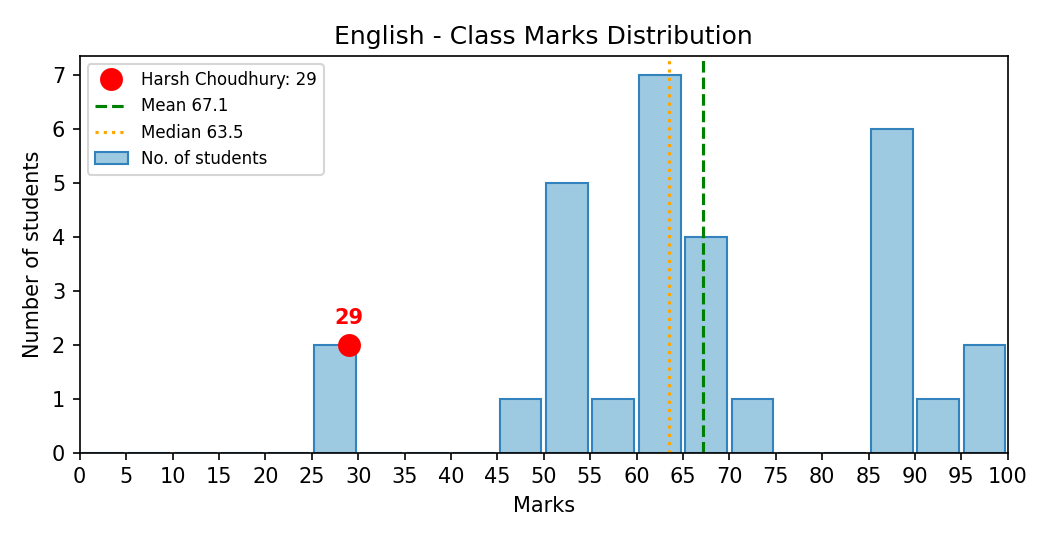 English - Class Marks Distribution
Harsh Choudhury: 29
Mean 67.1
Median 63.5
No. of students
7
6
5
4
3
2
1
0
Number of students
29
0 5 10 15 20 25 30 35 40 45 50 55 60 65 70 75 80 85 90 95 100
Marks